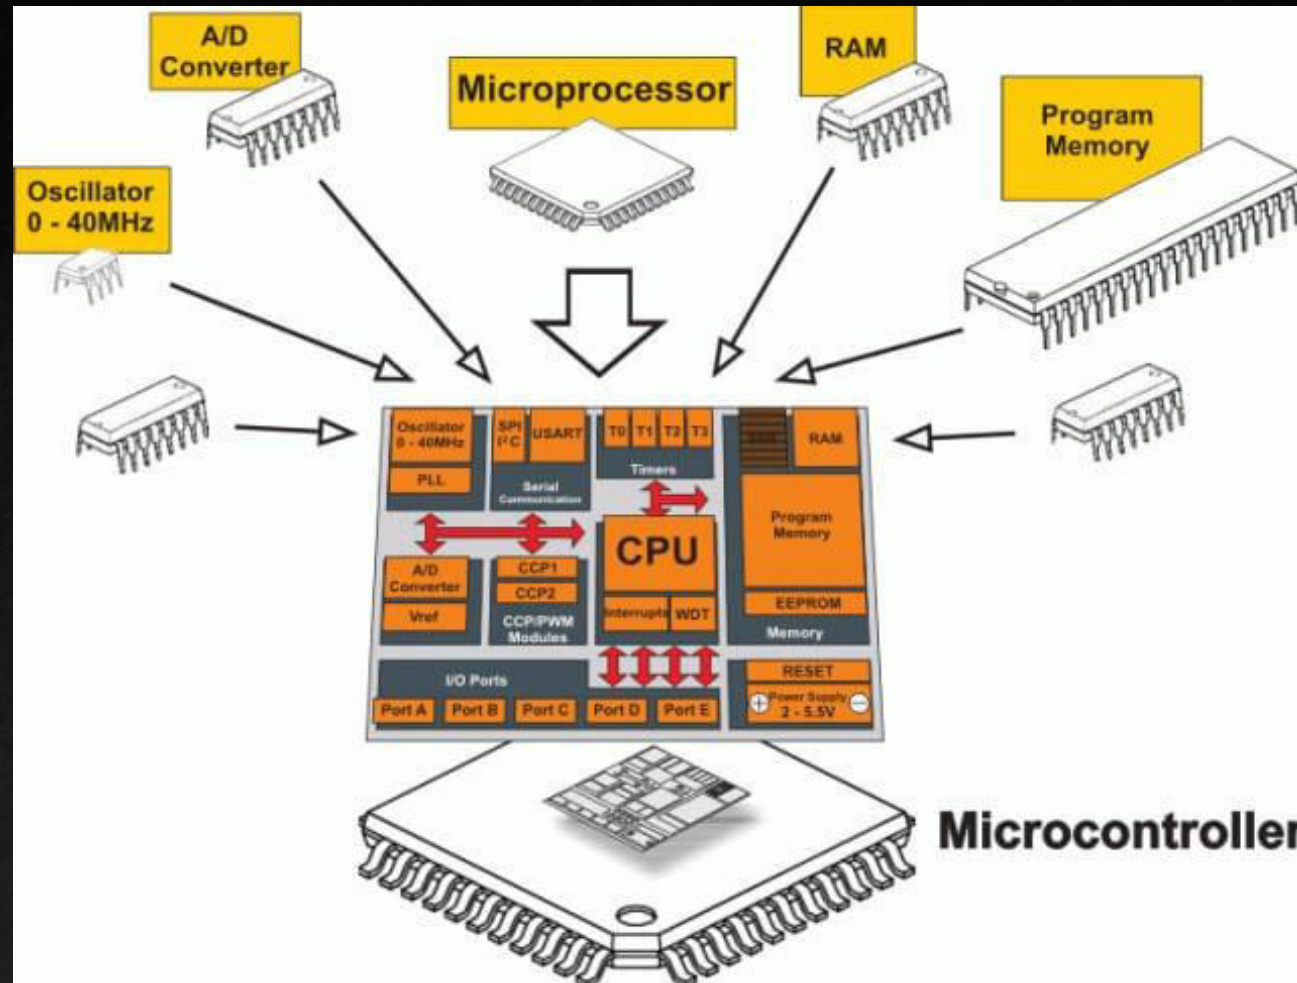 A/D
Converter
Microprocessor
RAM
Program
Memory
Oscillator
0 - 40MHz
Oscillator
0 - 40MHz
PLL
SPI
I²C
USART
Serial
Communication
T0 T1 T2 T3
Timers
RAM
Program
Memory
EEPROM
Memory
A/D
Converter
Vref
CCP1
CCP2
CCP/PWM
Modules
CPU
Interrupts
WDT
I/O Ports
Port A Port B Port C Port D Port E
RESET
+ Power Supply −
2 - 5.5V
Microcontroller